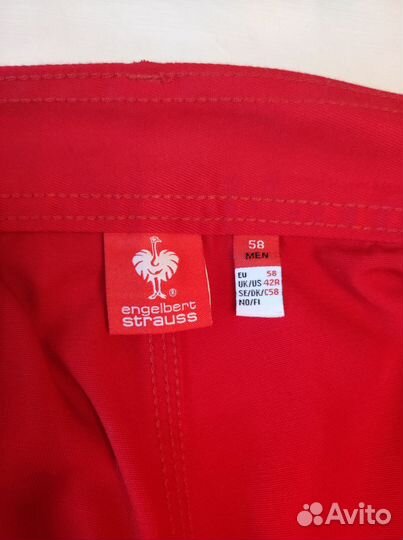 58
MEN
engelbert
strauss
®
EU 58
UK/US 42R
SE/DK/C58
NO/FI
Avito